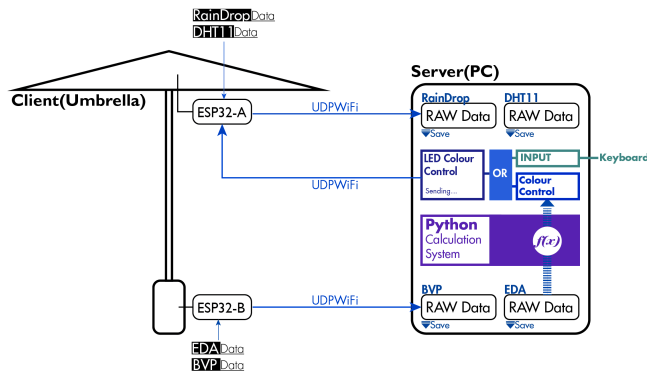 RainDrop Data
DHT11 Data
Client(Umbrella)
ESP32-A
UDPWiFi
UDPWiFi
Server(PC)
RainDrop
DHT11
RAW Data
RAW Data
Save
Save
LED Colour
Control
Sending...
OR
INPUT
Keyboard
Colour
Control
Python
Calculation
System
f(x)
BVP
EDA
RAW Data
RAW Data
Save
Save
ESP32-B
UDPWiFi
EDA Data
BVP Data